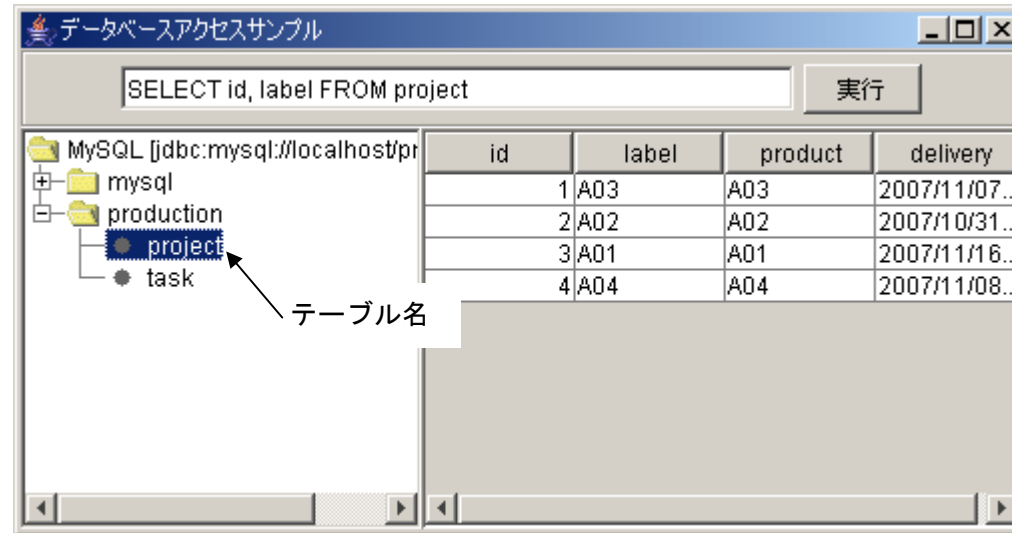 データベースアクセスサンプル
SELECT id, label FROM project
実行
MySQL [jdbc:mysql://localhost/pr
mysql
production
project
task
テーブル名
id label product delivery
1 A03 A03 2007/11/07..
2 A02 A02 2007/10/31..
3 A01 A01 2007/11/16..
4 A04 A04 2007/11/08..